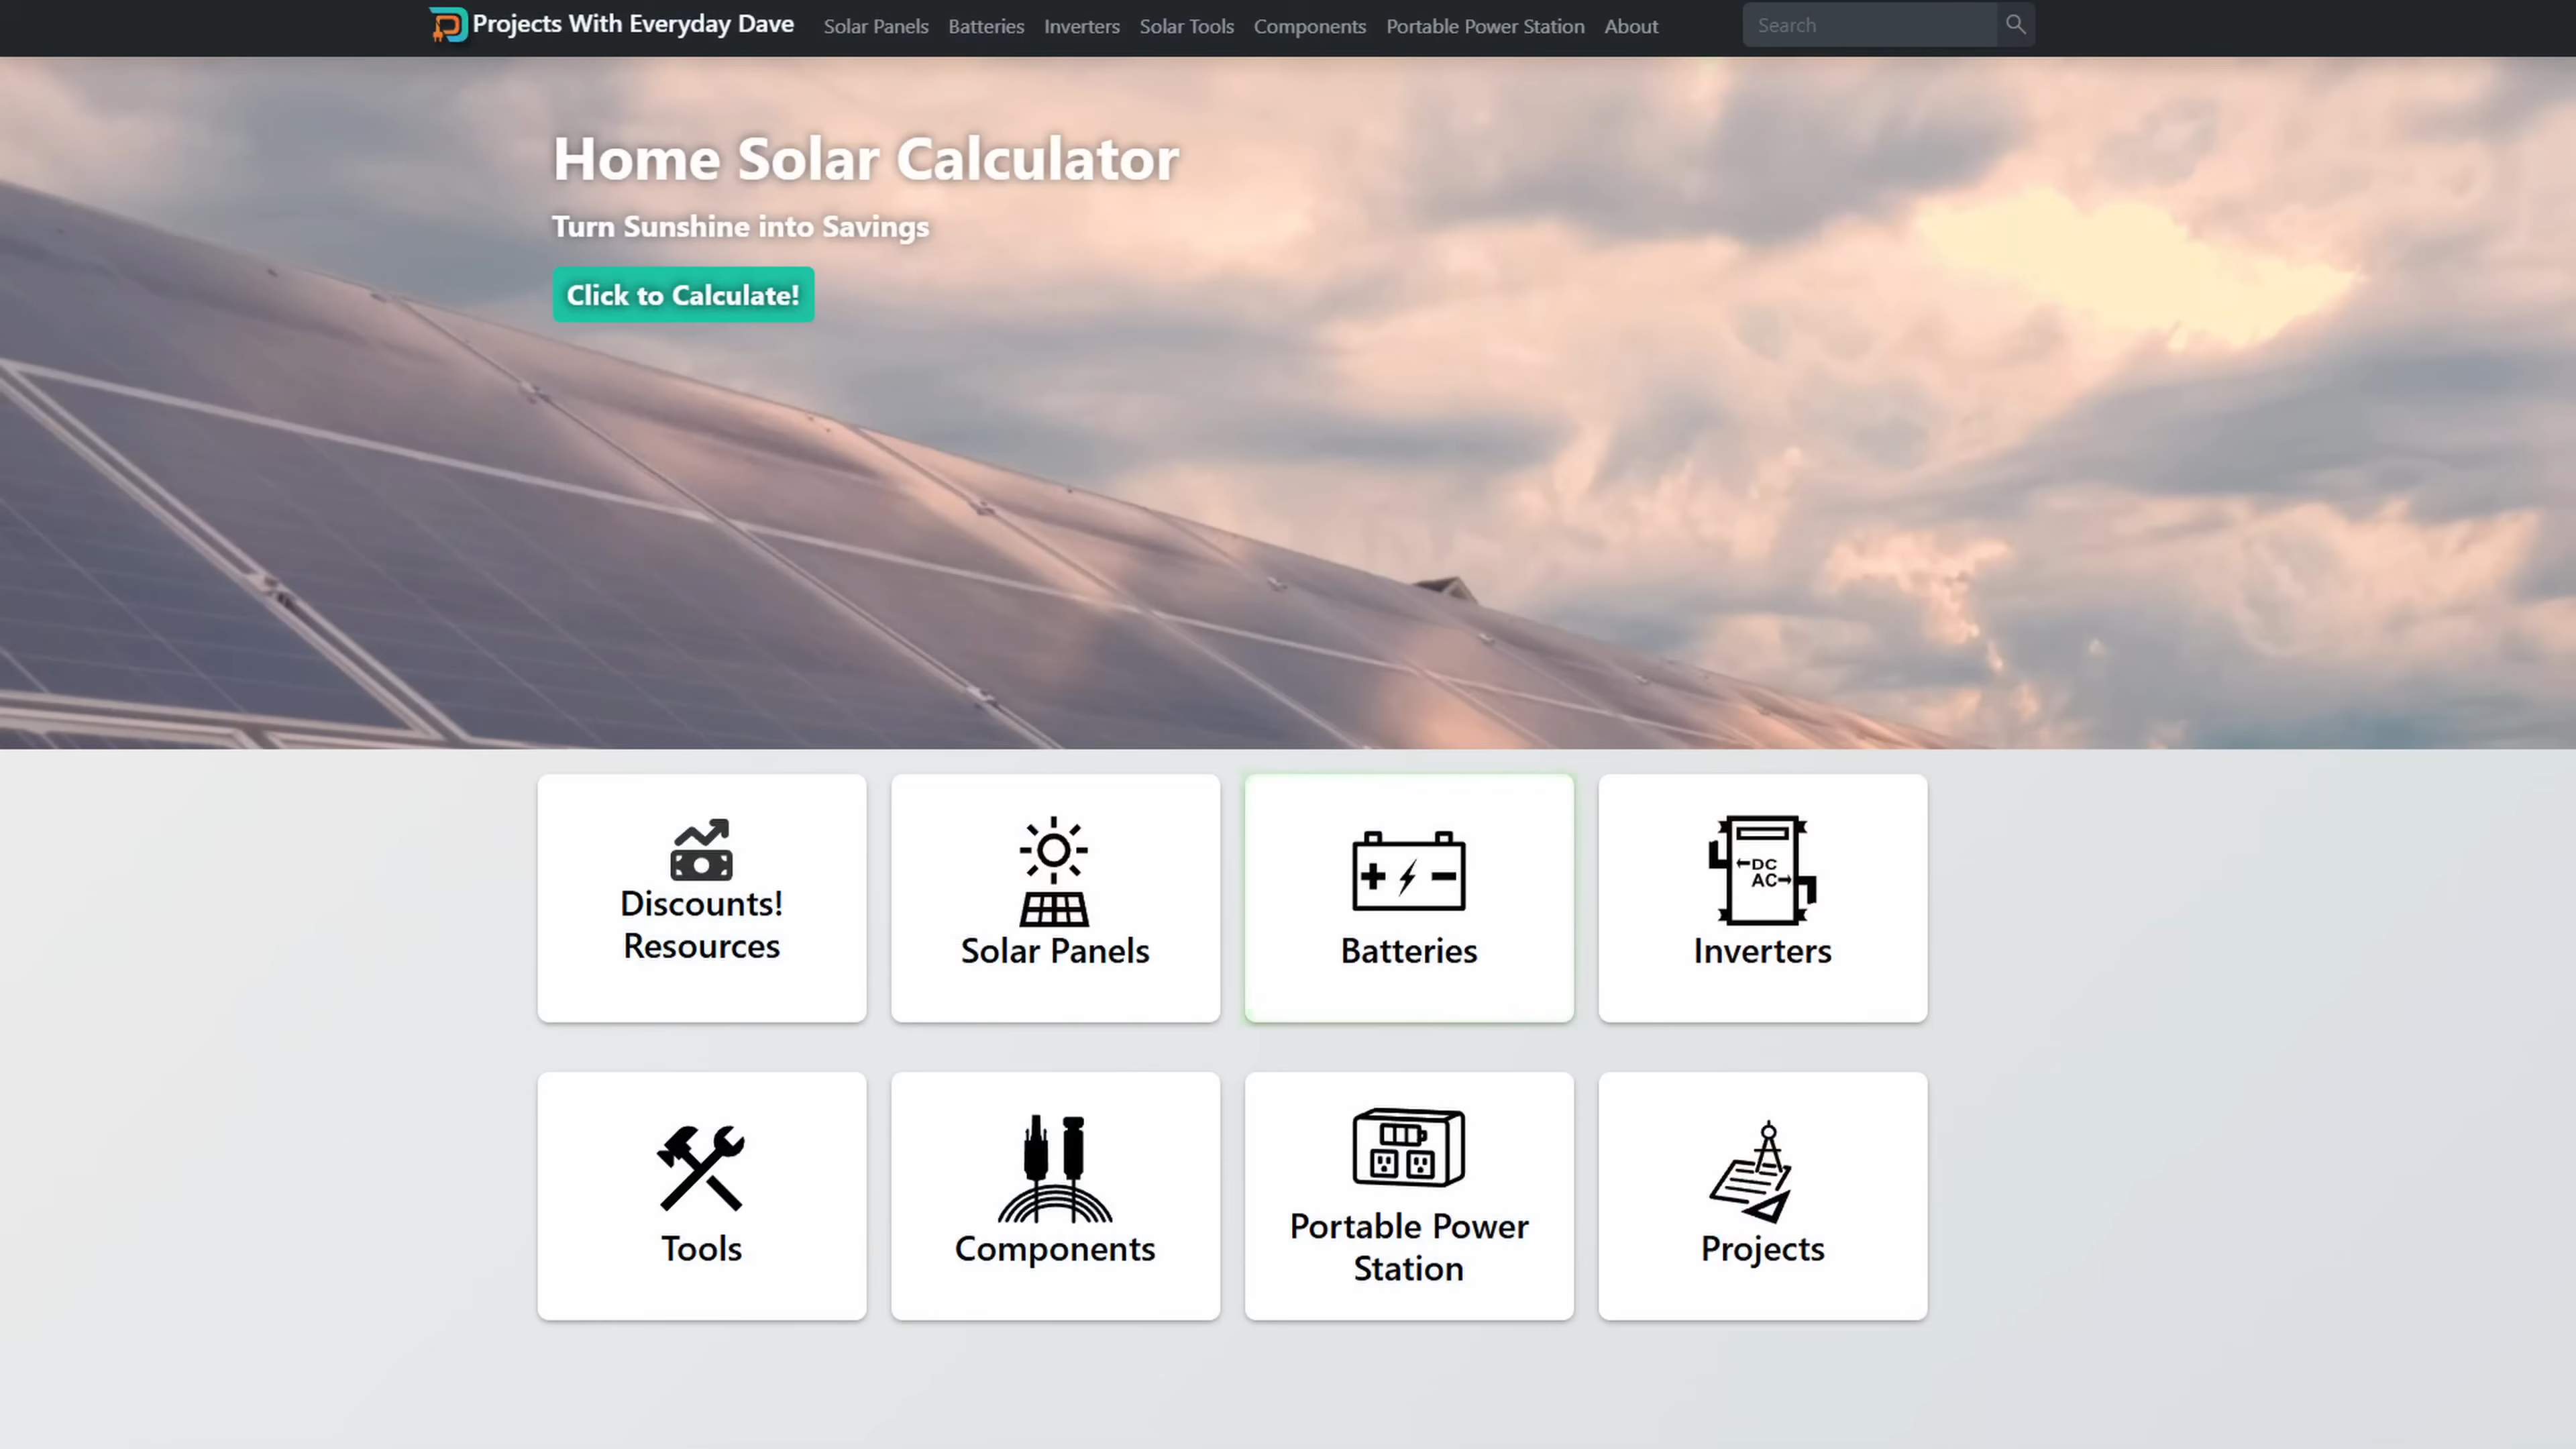 Projects With Everyday Dave
Solar Panels
Batteries
Inverters
Solar Tools
Components
Portable Power Station
About
Search
Home Solar Calculator
Turn Sunshine into Savings
Click to Calculate!
Discounts!
Resources
Solar Panels
Batteries
DC
AC
Inverters
Tools
Components
Portable Power
Station
Projects